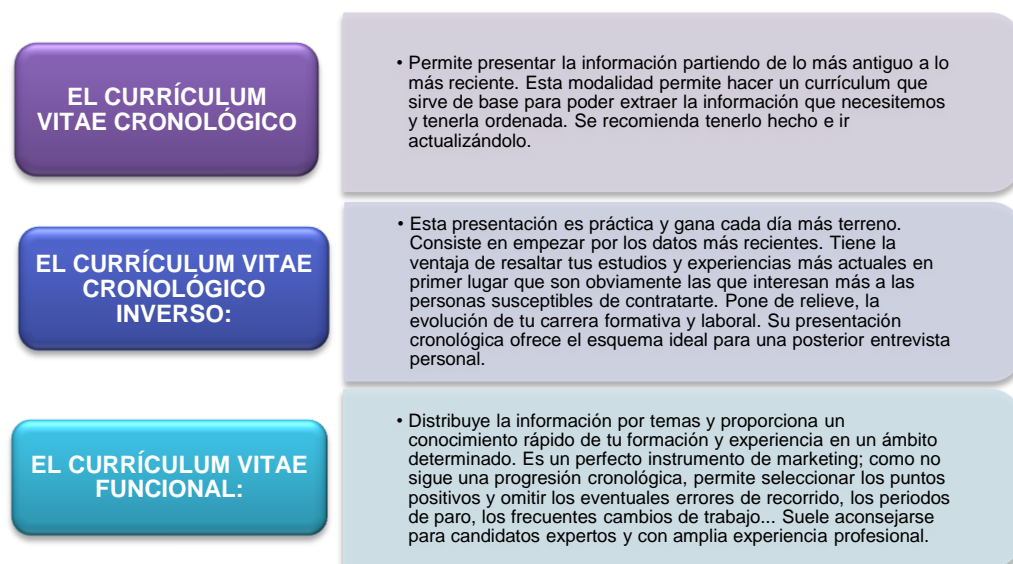 EL CURRÍCULUM
VITAE CRONOLÓGICO
• Permite presentar la información partiendo de lo más antiguo a lo
más reciente. Esta modalidad permite hacer un currículum que
sirve de base para poder extraer la información que necesitemos
y tenerla ordenada. Se recomienda tenerlo hecho e ir
actualizándolo.
EL CURRÍCULUM VITAE
CRONOLÓGICO
INVERSO:
• Esta presentación es práctica y gana cada día más terreno.
Consiste en empezar por los datos más recientes. Tiene la
ventaja de resaltar tus estudios y experiencias más actuales en
primer lugar que son obviamente las que interesan más a las
personas susceptibles de contratarte. Pone de relieve, la
evolución de tu carrera formativa y laboral. Su presentación
cronológica ofrece el esquema ideal para una posterior entrevista
personal.
EL CURRÍCULUM VITAE
FUNCIONAL:
• Distribuye la información por temas y proporciona un
conocimiento rápido de tu formación y experiencia en un ámbito
determinado. Es un perfecto instrumento de marketing; como no
sigue una progresión cronológica, permite seleccionar los puntos
positivos y omitir los eventuales errores de recorrido, los periodos
de paro, los frecuentes cambios de trabajo... Suele aconsejarse
para candidatos expertos y con amplia experiencia profesional.